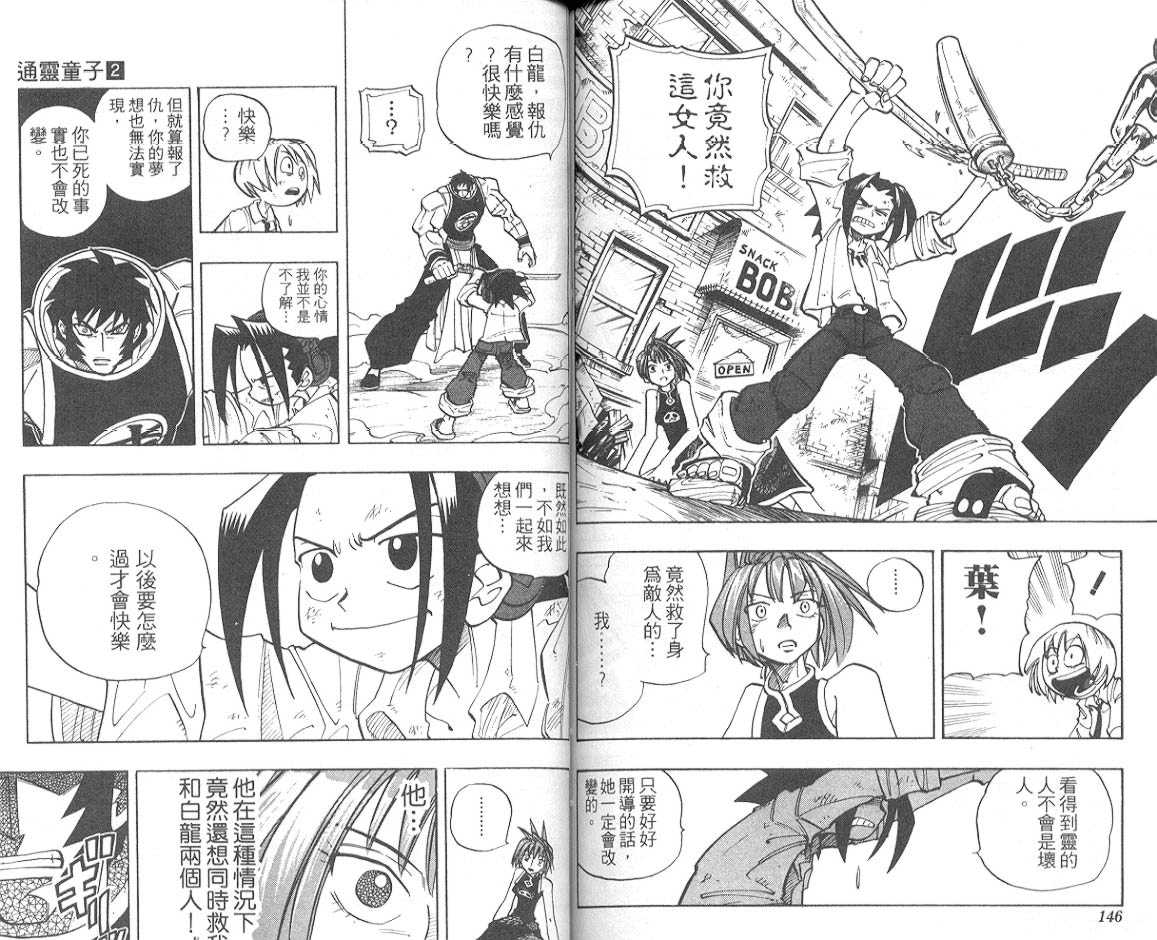 你竟然救
這女人！
SNACK
BOB
OPEN
BOB
！
葉！
……
竟然救了身
為敵人的…
我……？
看得到靈的
人不會是壞
人。
只要好好
開導的話，
她一定會改
變的。
146
通靈童子2
白龍，報仇
有什麼感覺
？很快樂嗎
？
…？
快樂
…？
你的心情
我並不是
不了解…
但就算報了
仇，你的夢
想也無法實
現，
你已死的事
實也不會改
變。
既然如此
，不如我
們一起來
想想…
以後要怎麼
過才會快樂
。
……
他…
他在這種情況下
竟然還想同時救我
和白龍兩個人！